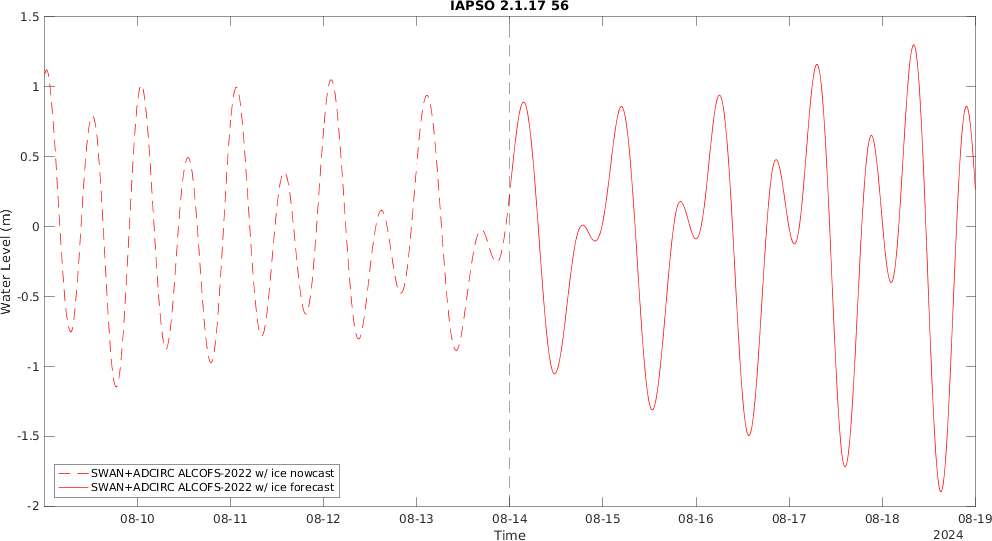 IAPSO 2.1.17 56
1.5
1
0.5
0
-0.5
-1
-1.5
-2
Water Level (m)
SWAN+ADCIRC ALCOFS-2022 w/ ice nowcast
SWAN+ADCIRC ALCOFS-2022 w/ ice forecast
08-10 08-11 08-12 08-13 08-14 08-15 08-16 08-17 08-18 08-19
Time
2024